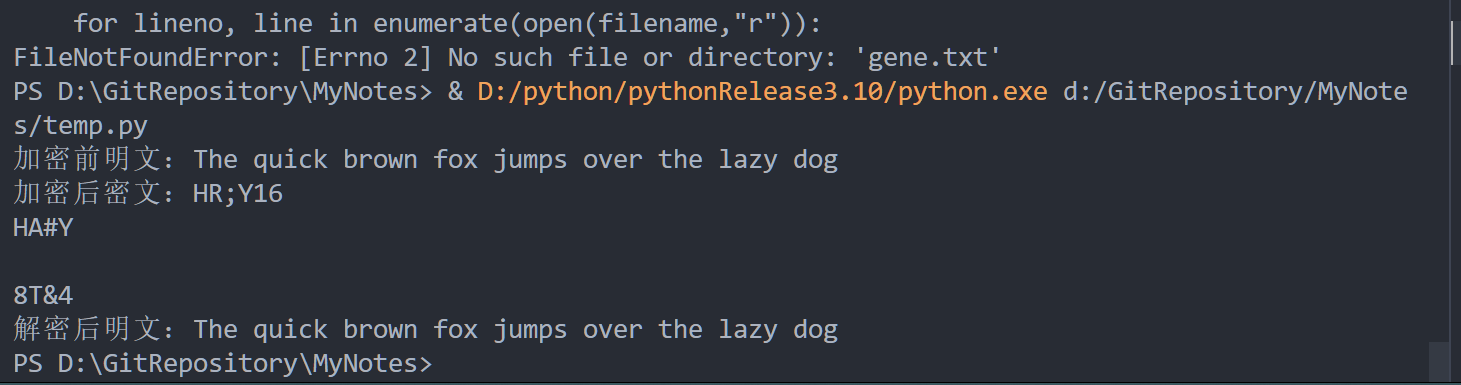 for lineno, line in enumerate(open(filename,"r")):
FileNotFoundError: [Errno 2] No such file or directory: 'gene.txt'
PS D:\GitRepository\MyNotes> & D:/python/pythonRelease3.10/python.exe d:/GitRepository/MyNote
s/temp.py
加密前明文：The quick brown fox jumps over the lazy dog
加密后密文：HR;Y16
HA#Y
8T&4
解密后明文：The quick brown fox jumps over the lazy dog
PS D:\GitRepository\MyNotes>